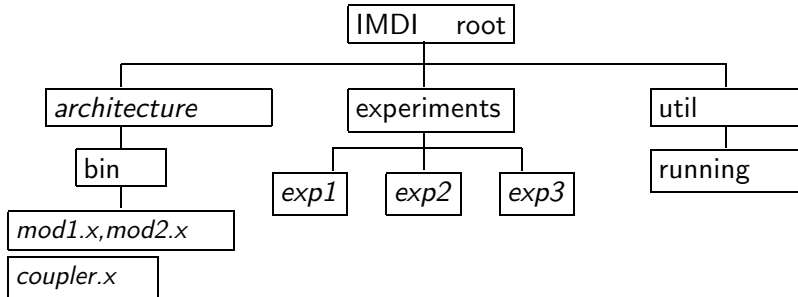 IMDI root
architecture experiments util
bin running
exp1 exp2 exp3
mod1.x,mod2.x
coupler.x